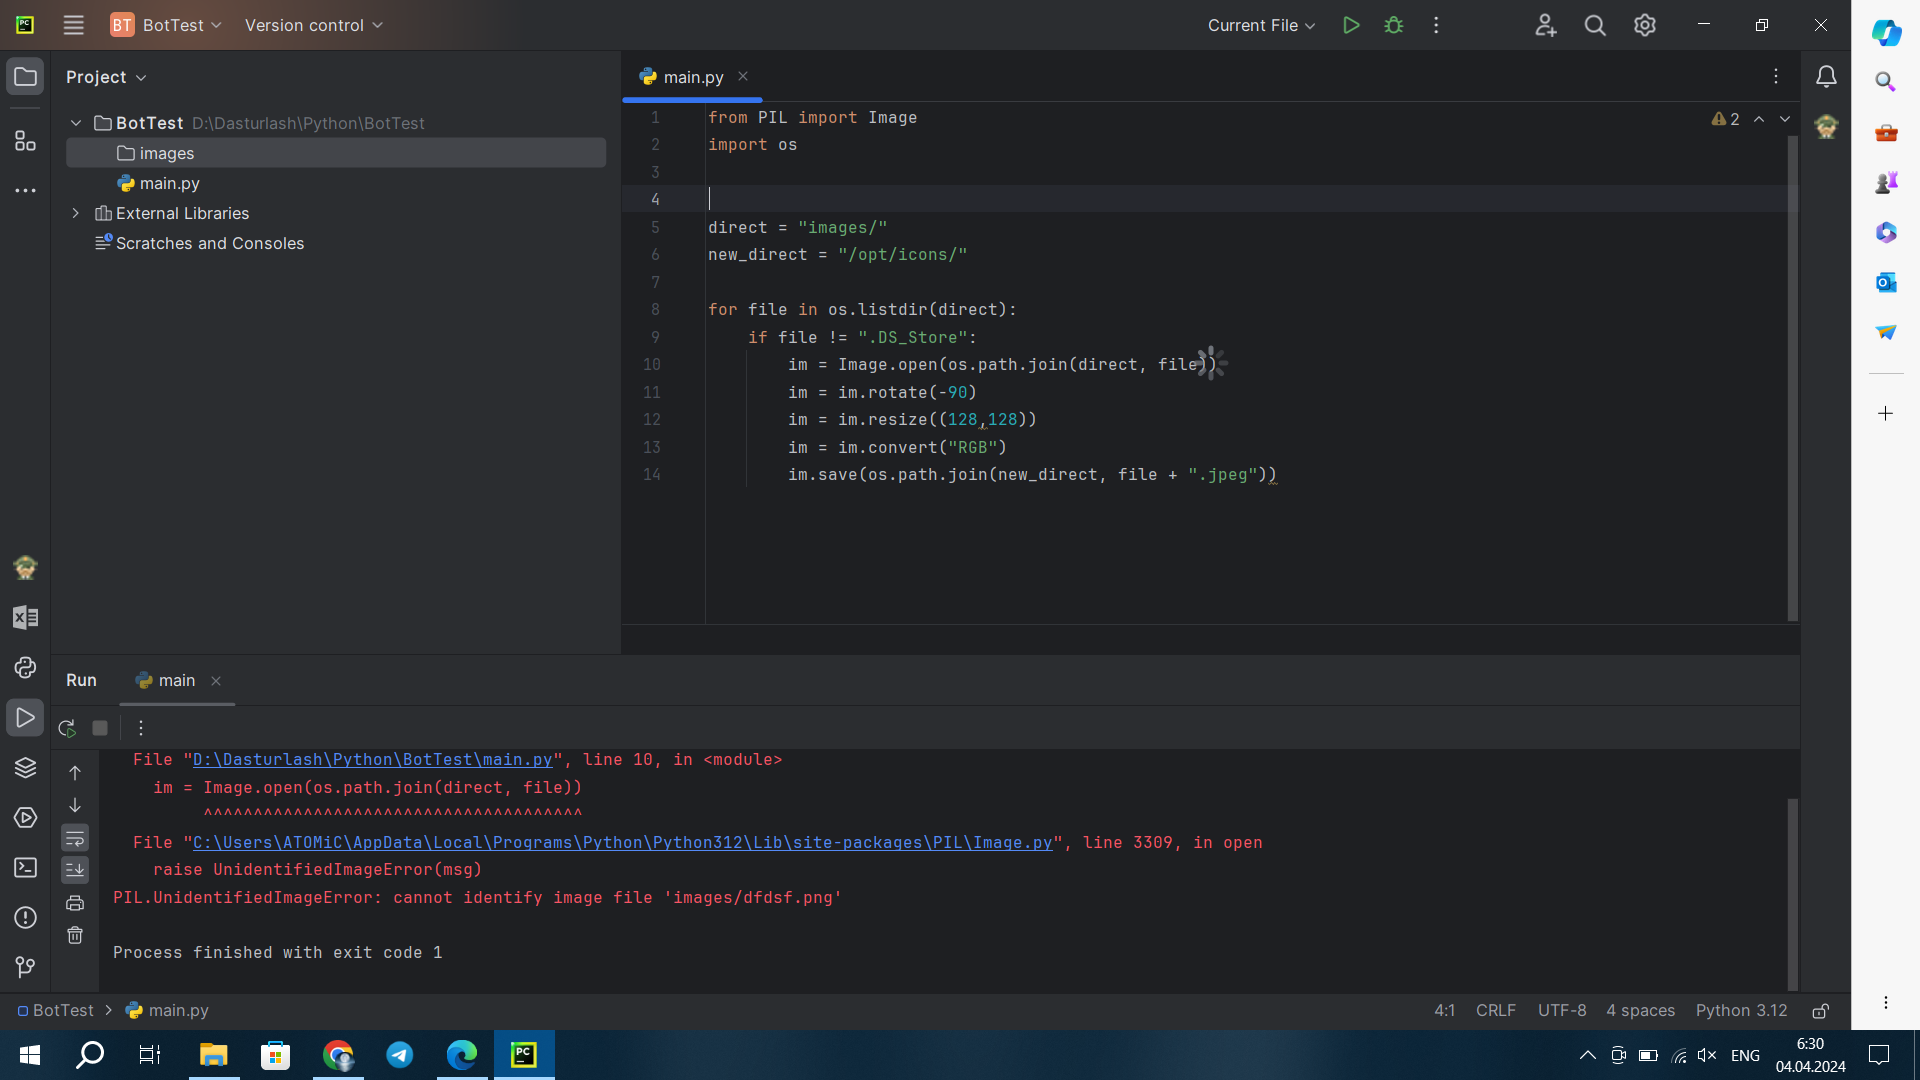 BT BotTest Version control Current File
Project
main.py
BotTest D:\Dasturlash\Python\BotTest
images
main.py
External Libraries
Scratches and Consoles
2
1 from PIL import Image
2 import os
3
4
5 direct = "images/"
6 new_direct = "/opt/icons/"
7
8 for file in os.listdir(direct):
9 if file != ".DS_Store":
10 im = Image.open(os.path.join(direct, file))
11 im = im.rotate(-90)
12 im = im.resize((128,128))
13 im = im.convert("RGB")
14 im.save(os.path.join(new_direct, file + ".jpeg"))
Run main
File "D:\Dasturlash\Python\BotTest\main.py", line 10, in <module>
im = Image.open(os.path.join(direct, file))
^^^^^^^^^^^^^^^^^^^^^^^^^^^^^^^^^^^^^^
File "C:\Users\ATOMiC\AppData\Local\Programs\Python\Python312\Lib\site-packages\PIL\Image.py", line 3309, in open
raise UnidentifiedImageError(msg)
PIL.UnidentifiedImageError: cannot identify image file 'images/dfdsf.png'
Process finished with exit code 1
BotTest > main.py 4:1 CRLF UTF-8 4 spaces Python 3.12
ENG
6:30
04.04.2024